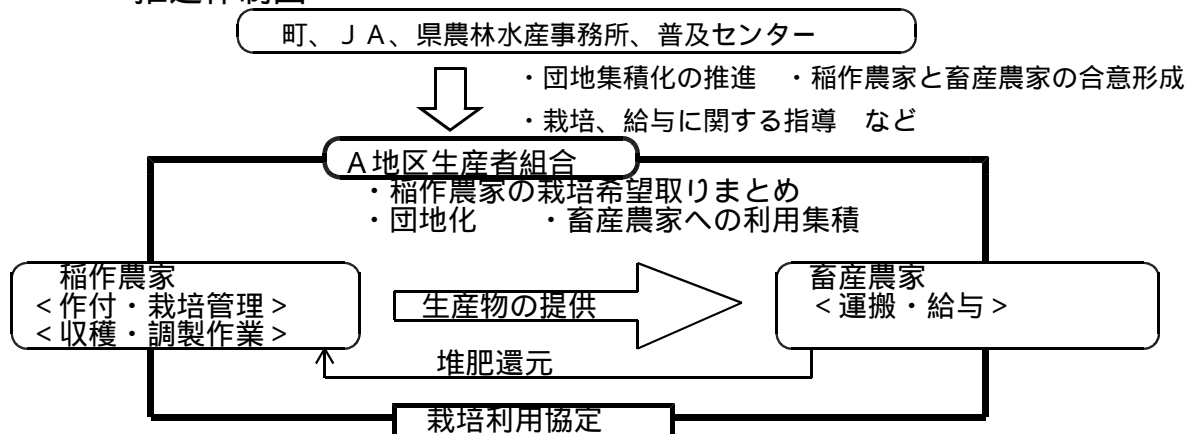 推進体制図
町、ＪＡ、県農林水産事務所、普及センター
・団地集積化の推進　・稲作農家と畜産農家の合意形成
・栽培、給与に関する指導　など
Ａ地区生産者組合
・稲作農家の栽培希望取りまとめ
・団地化　　・畜産農家への利用集積
稲作農家
＜作付・栽培管理＞
＜収穫・調製作業＞
生産物の提供
畜産農家
＜運搬・給与＞
堆肥還元
栽培利用協定